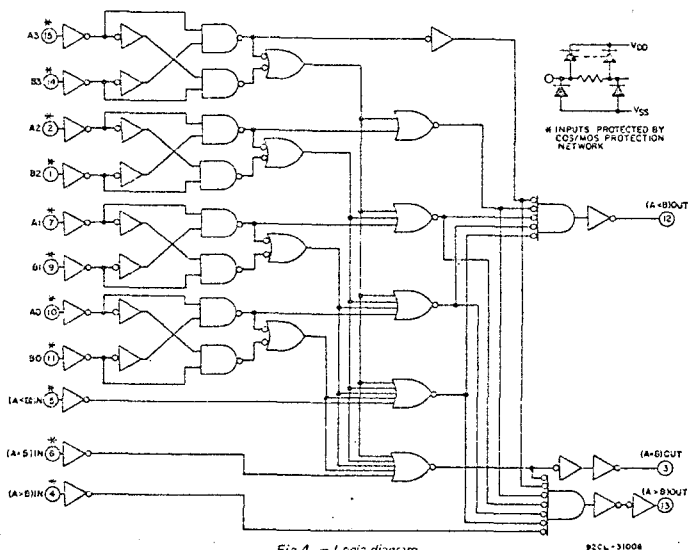 *
A3 15
*
B3 14
*
A2 2
*
B2 1
*
A1 7
*
B1 9
*
A0 10
*
B0 11
*
(A<B)IN 5
*
(A=B)IN 6
*
(A>B)IN 4
VDD
VSS
* INPUTS PROTECTED BY
COS/MOS PROTECTION
NETWORK
(A<B)OUT
12
(A=B)OUT
3
(A>B)OUT
13
Fig. 4 – Logic diagram
92CL-31008